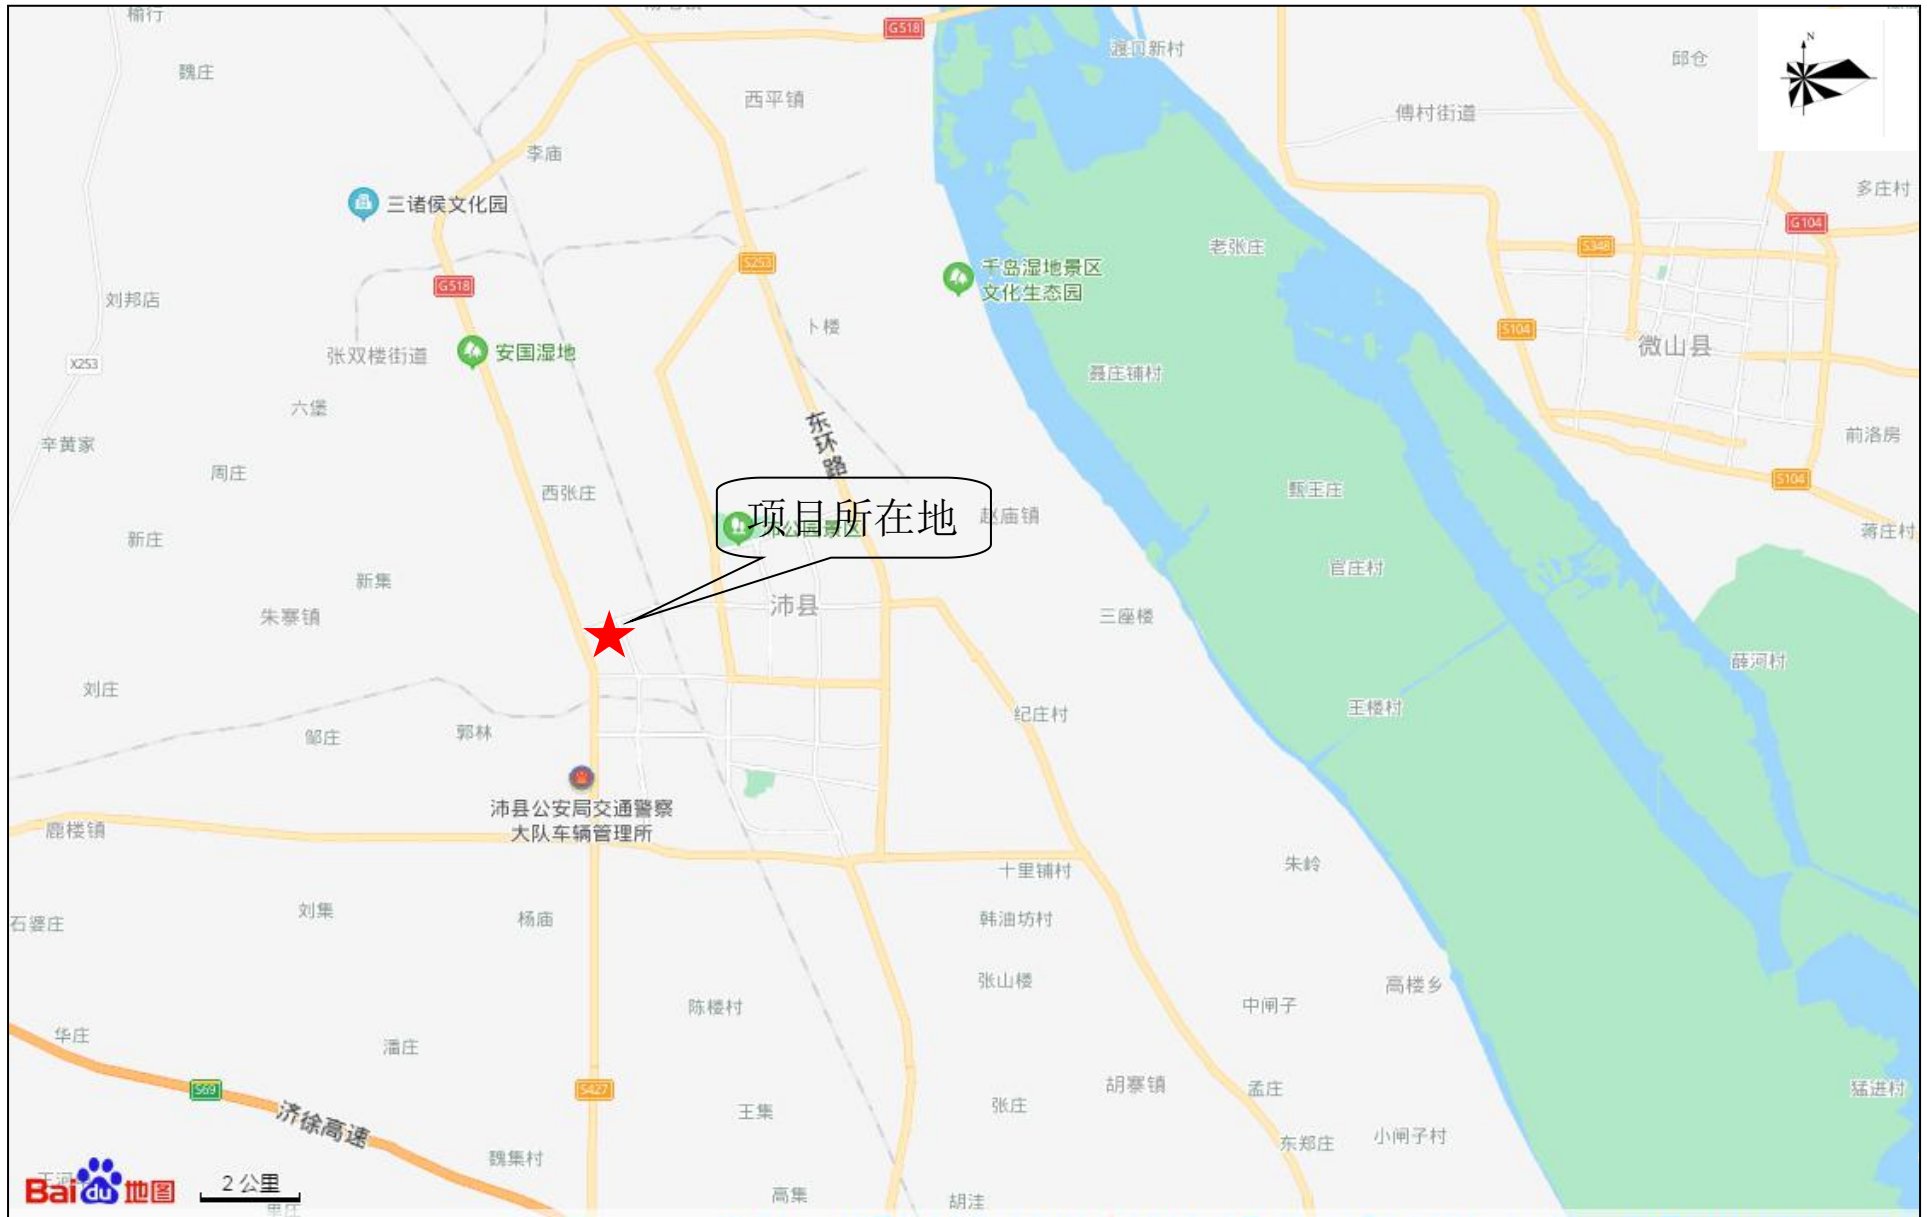 榆行
G518
渡口新村
邱仓
N
魏庄
西平镇
傅村街道
李庙
多庄村
三诸侯文化园
G104
老张庄
S348
S253
千岛湿地景区
文化生态园
G518
刘邦店
卜楼
S104
微山县
张双楼街道
安国湿地
X253
聂庄铺村
六堡
东环路
前洛房
辛黄家
周庄
S104
西张庄
甄王庄
项目所在地
沛公园景区
赵庙镇
蒋庄村
新庄
官庄村
新集
沛县
朱寨镇
三座楼
薛河村
刘庄
王楼村
纪庄村
邹庄
郭林
沛县公安局交通警察
大队车辆管理所
鹿楼镇
朱岭
十里铺村
刘集
杨庙
韩油坊村
石婆庄
张山楼
高楼乡
陈楼村
中闸子
华庄
潘庄
胡寨镇
孟庄
猛进村
S69
S427
济徐高速
王集
张庄
东郑庄
小闸子村
魏集村
Bai du 地图
2 公里
高集
胡洼